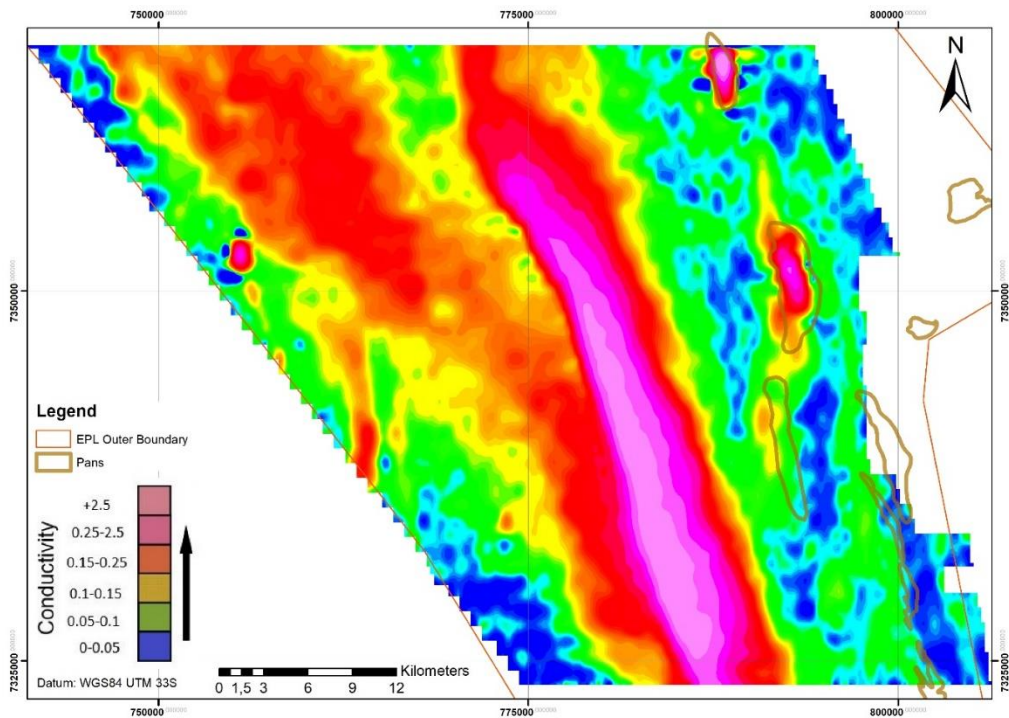 750000
775000
800000
N
7350000
7350000
Legend
EPL Outer Boundary
Pans
Conductivity
+2.5
0.25-2.5
0.15-0.25
0.1-0.15
0.05-0.1
0-0.05
Datum: WGS84 UTM 33S
0 1,5 3 6 9 12
Kilometers
7325000
7325000
750000
775000
800000